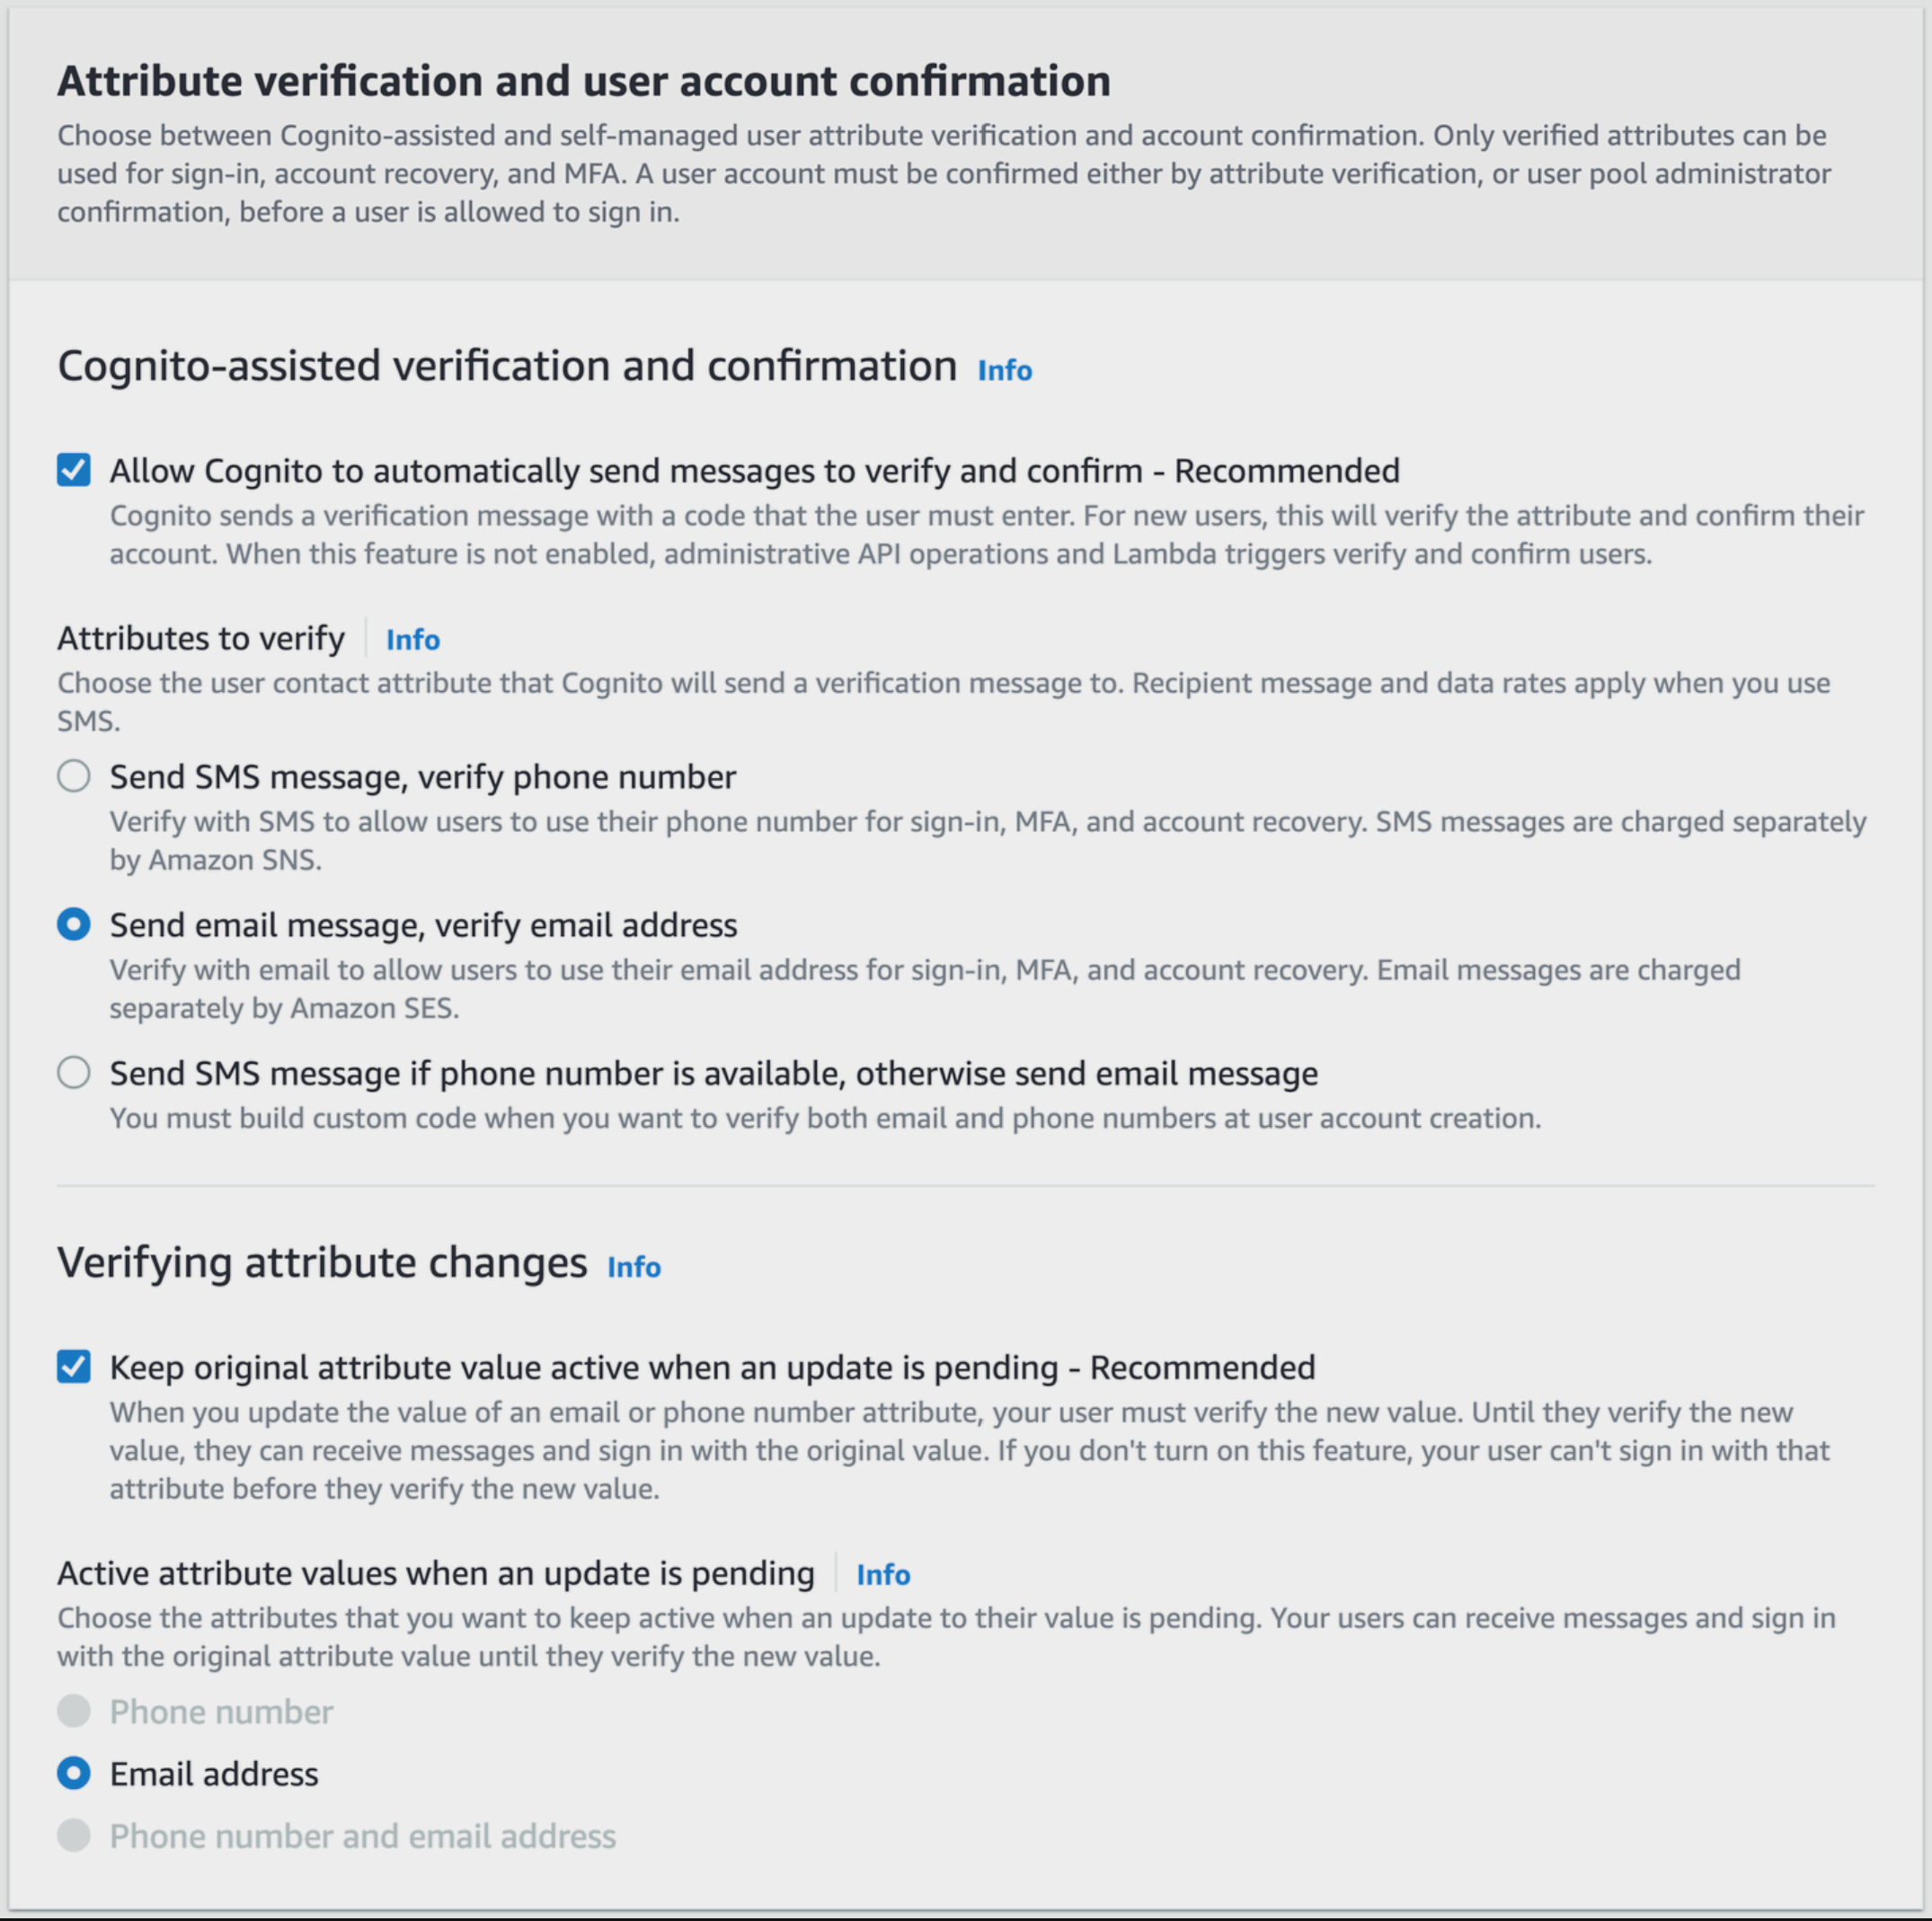 Attribute verification and user account confirmation
Choose between Cognito-assisted and self-managed user attribute verification and account confirmation. Only verified attributes can be
used for sign-in, account recovery, and MFA. A user account must be confirmed either by attribute verification, or user pool administrator
confirmation, before a user is allowed to sign in.
Cognito-assisted verification and confirmation Info
Allow Cognito to automatically send messages to verify and confirm - Recommended
Cognito sends a verification message with a code that the user must enter. For new users, this will verify the attribute and confirm their
account. When this feature is not enabled, administrative API operations and Lambda triggers verify and confirm users.
Attributes to verify Info
Choose the user contact attribute that Cognito will send a verification message to. Recipient message and data rates apply when you use
SMS.
Send SMS message, verify phone number
Verify with SMS to allow users to use their phone number for sign-in, MFA, and account recovery. SMS messages are charged separately
by Amazon SNS.
Send email message, verify email address
Verify with email to allow users to use their email address for sign-in, MFA, and account recovery. Email messages are charged
separately by Amazon SES.
Send SMS message if phone number is available, otherwise send email message
You must build custom code when you want to verify both email and phone numbers at user account creation.
Verifying attribute changes Info
Keep original attribute value active when an update is pending - Recommended
When you update the value of an email or phone number attribute, your user must verify the new value. Until they verify the new
value, they can receive messages and sign in with the original value. If you don't turn on this feature, your user can't sign in with that
attribute before they verify the new value.
Active attribute values when an update is pending Info
Choose the attributes that you want to keep active when an update to their value is pending. Your users can receive messages and sign in
with the original attribute value until they verify the new value.
Phone number
Email address
Phone number and email address